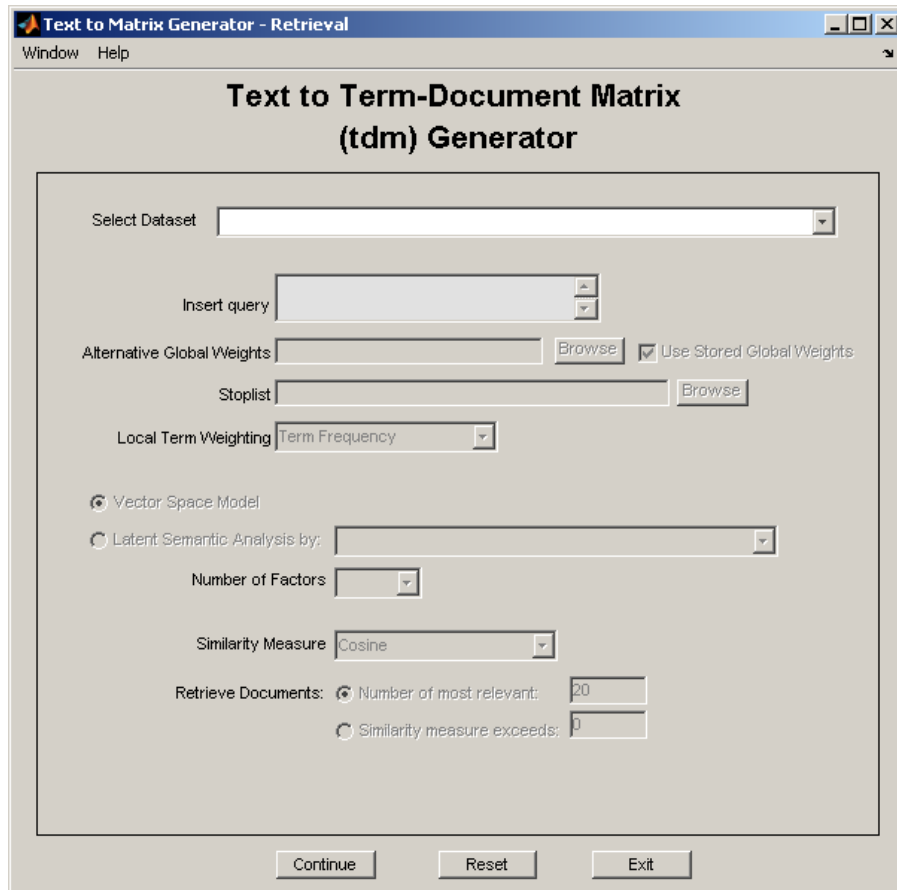 Text to Matrix Generator - Retrieval
Window Help
Text to Term-Document Matrix
(tdm) Generator
Select Dataset
Insert query
Alternative Global Weights Browse Use Stored Global Weights
Stoplist Browse
Local Term Weighting Term Frequency
Vector Space Model
Latent Semantic Analysis by:
Number of Factors
Similarity Measure Cosine
Retrieve Documents: Number of most relevant: 20
Similarity measure exceeds: 0
Continue Reset Exit